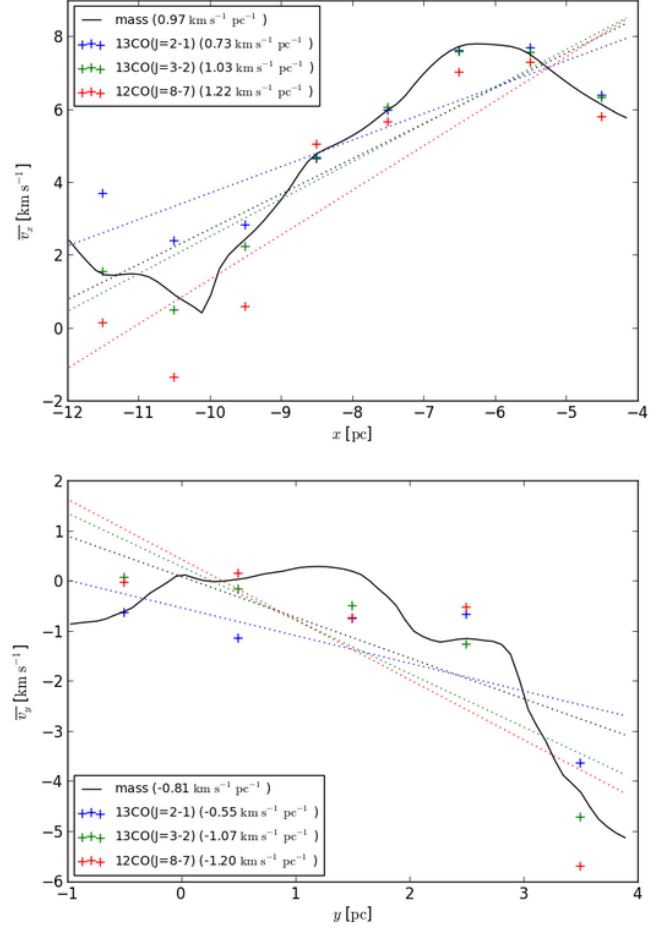 mass (0.97 km s⁻¹ pc⁻¹ )
13CO(J=2-1) (0.73 km s⁻¹ pc⁻¹ )
13CO(J=3-2) (1.03 km s⁻¹ pc⁻¹ )
12CO(J=8-7) (1.22 km s⁻¹ pc⁻¹ )
8
6
4
2
0
−2
v̅ₓ [km s⁻¹]
−12 −11 −10 −9 −8 −7 −6 −5 −4
x [pc]
2
1
0
−1
−2
−3
−4
−5
−6
v̅ᵧ [km s⁻¹]
mass (-0.81 km s⁻¹ pc⁻¹ )
13CO(J=2-1) (-0.55 km s⁻¹ pc⁻¹ )
13CO(J=3-2) (-1.07 km s⁻¹ pc⁻¹ )
12CO(J=8-7) (-1.20 km s⁻¹ pc⁻¹ )
−1 0 1 2 3 4
y [pc]